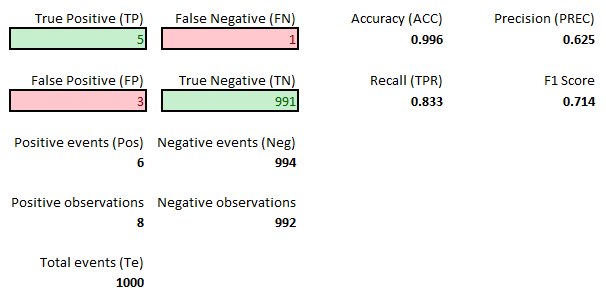 True Positive (TP) False Negative (FN) Accuracy (ACC) Precision (PREC)
5 1 0.996 0.625
False Positive (FP) True Negative (TN) Recall (TPR) F1 Score
3 991 0.833 0.714
Positive events (Pos) Negative events (Neg)
6 994
Positive observations Negative observations
8 992
Total events (Te)
1000